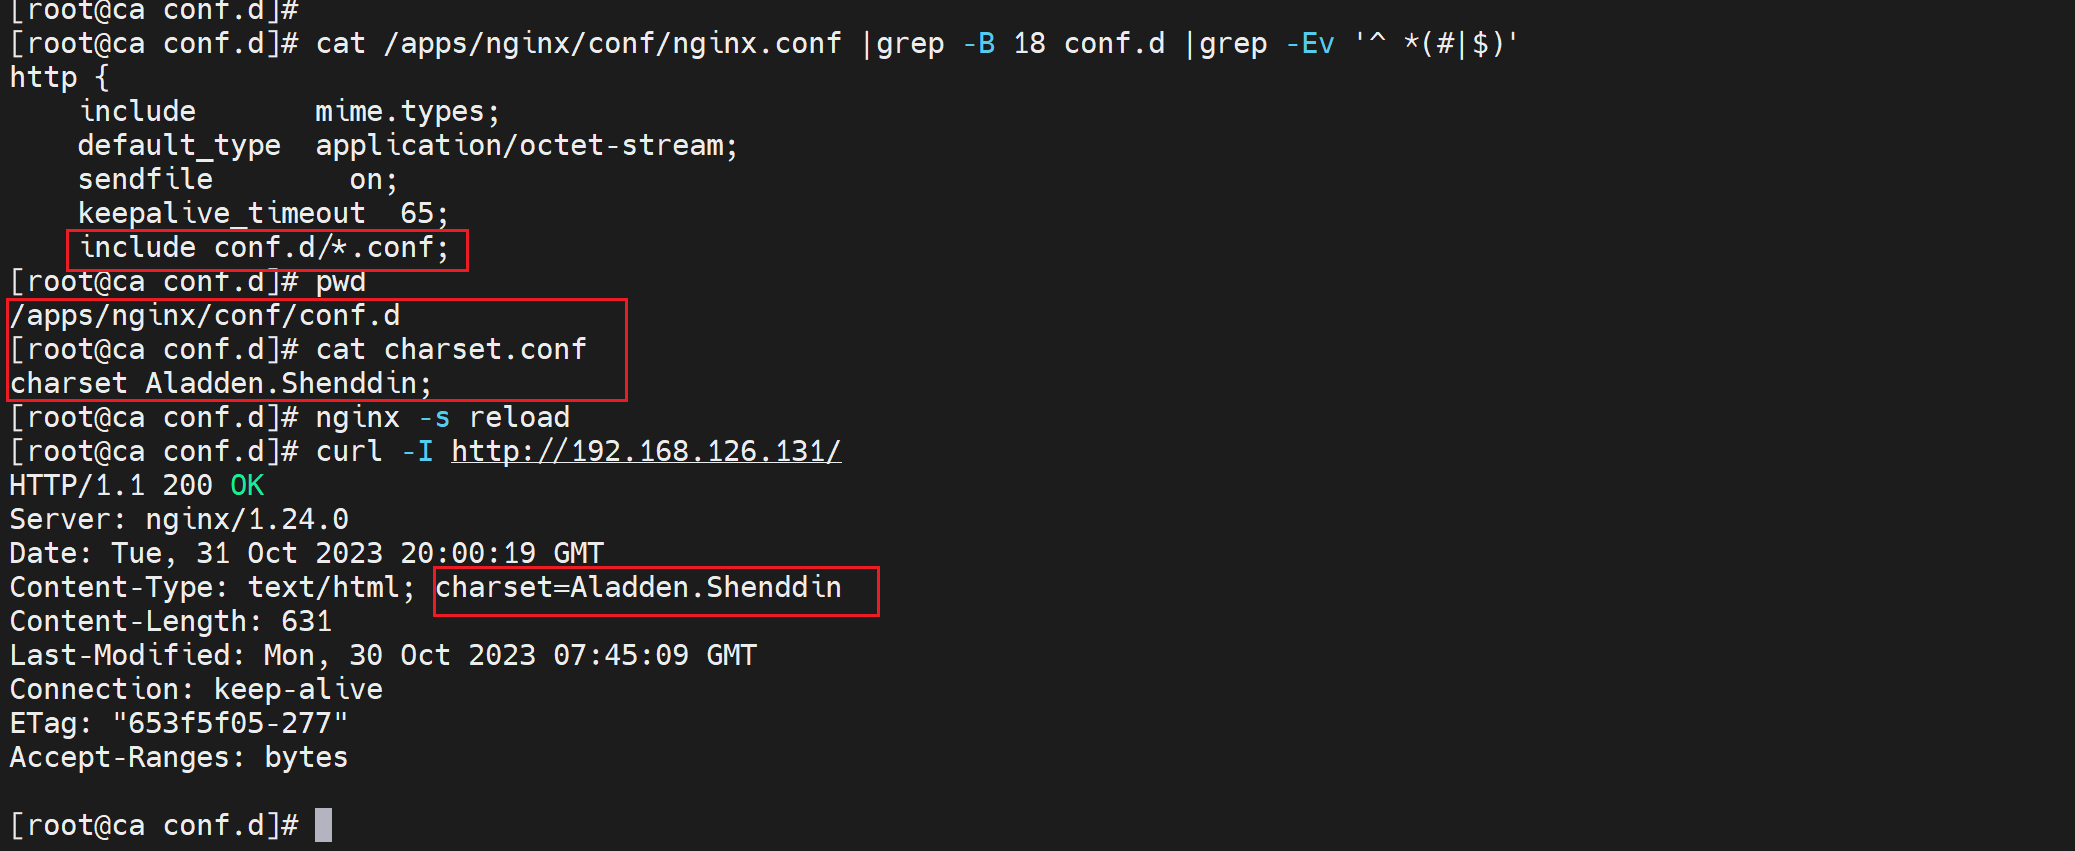 [root@ca conf.d]#
[root@ca conf.d]# cat /apps/nginx/conf/nginx.conf |grep -B 18 conf.d |grep -Ev '^ *(#|$)'
http {
    include       mime.types;
    default_type  application/octet-stream;
    sendfile        on;
    keepalive_timeout  65;
    include conf.d/*.conf;
[root@ca conf.d]# pwd
/apps/nginx/conf/conf.d
[root@ca conf.d]# cat charset.conf
charset Aladden.Shenddin;
[root@ca conf.d]# nginx -s reload
[root@ca conf.d]# curl -I http://192.168.126.131/
HTTP/1.1 200 OK
Server: nginx/1.24.0
Date: Tue, 31 Oct 2023 20:00:19 GMT
Content-Type: text/html; charset=Aladden.Shenddin
Content-Length: 631
Last-Modified: Mon, 30 Oct 2023 07:45:09 GMT
Connection: keep-alive
ETag: "653f5f05-277"
Accept-Ranges: bytes

[root@ca conf.d]#